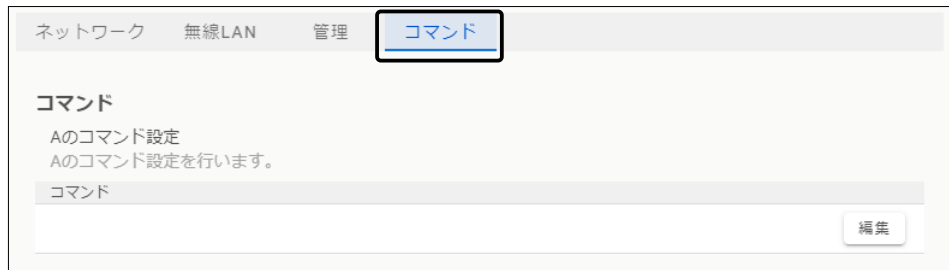 ネットワーク 無線LAN 管理 コマンド
コマンド
Aのコマンド設定
Aのコマンド設定を行います。
コマンド
編集